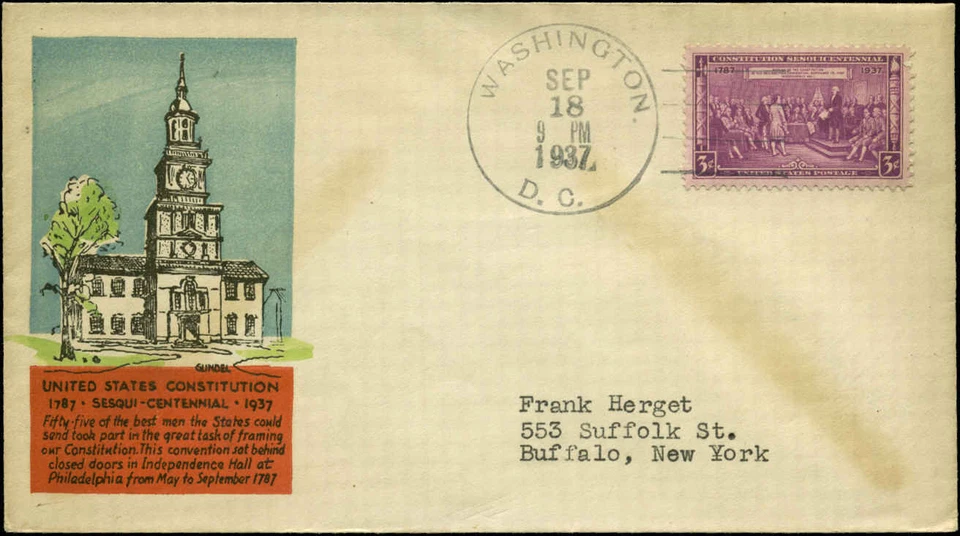 WASHINGTON.
SEP
18
9 PM
1937
D. C.
CONSTITUTION SESQUICENTENNIAL
1787 1937
3¢ 3¢
UNITED STATES POSTAGE
GUNDEL
UNITED STATES CONSTITUTION
1787 • SESQUI-CENTENNIAL • 1937
Fifty-five of the best men the States could
send took part in the great task of framing
our Constitution. This convention sat behind
closed doors in Independence Hall at
Philadelphia from May to September 1787
Frank Herget
553 Suffolk St.
Buffalo, New York